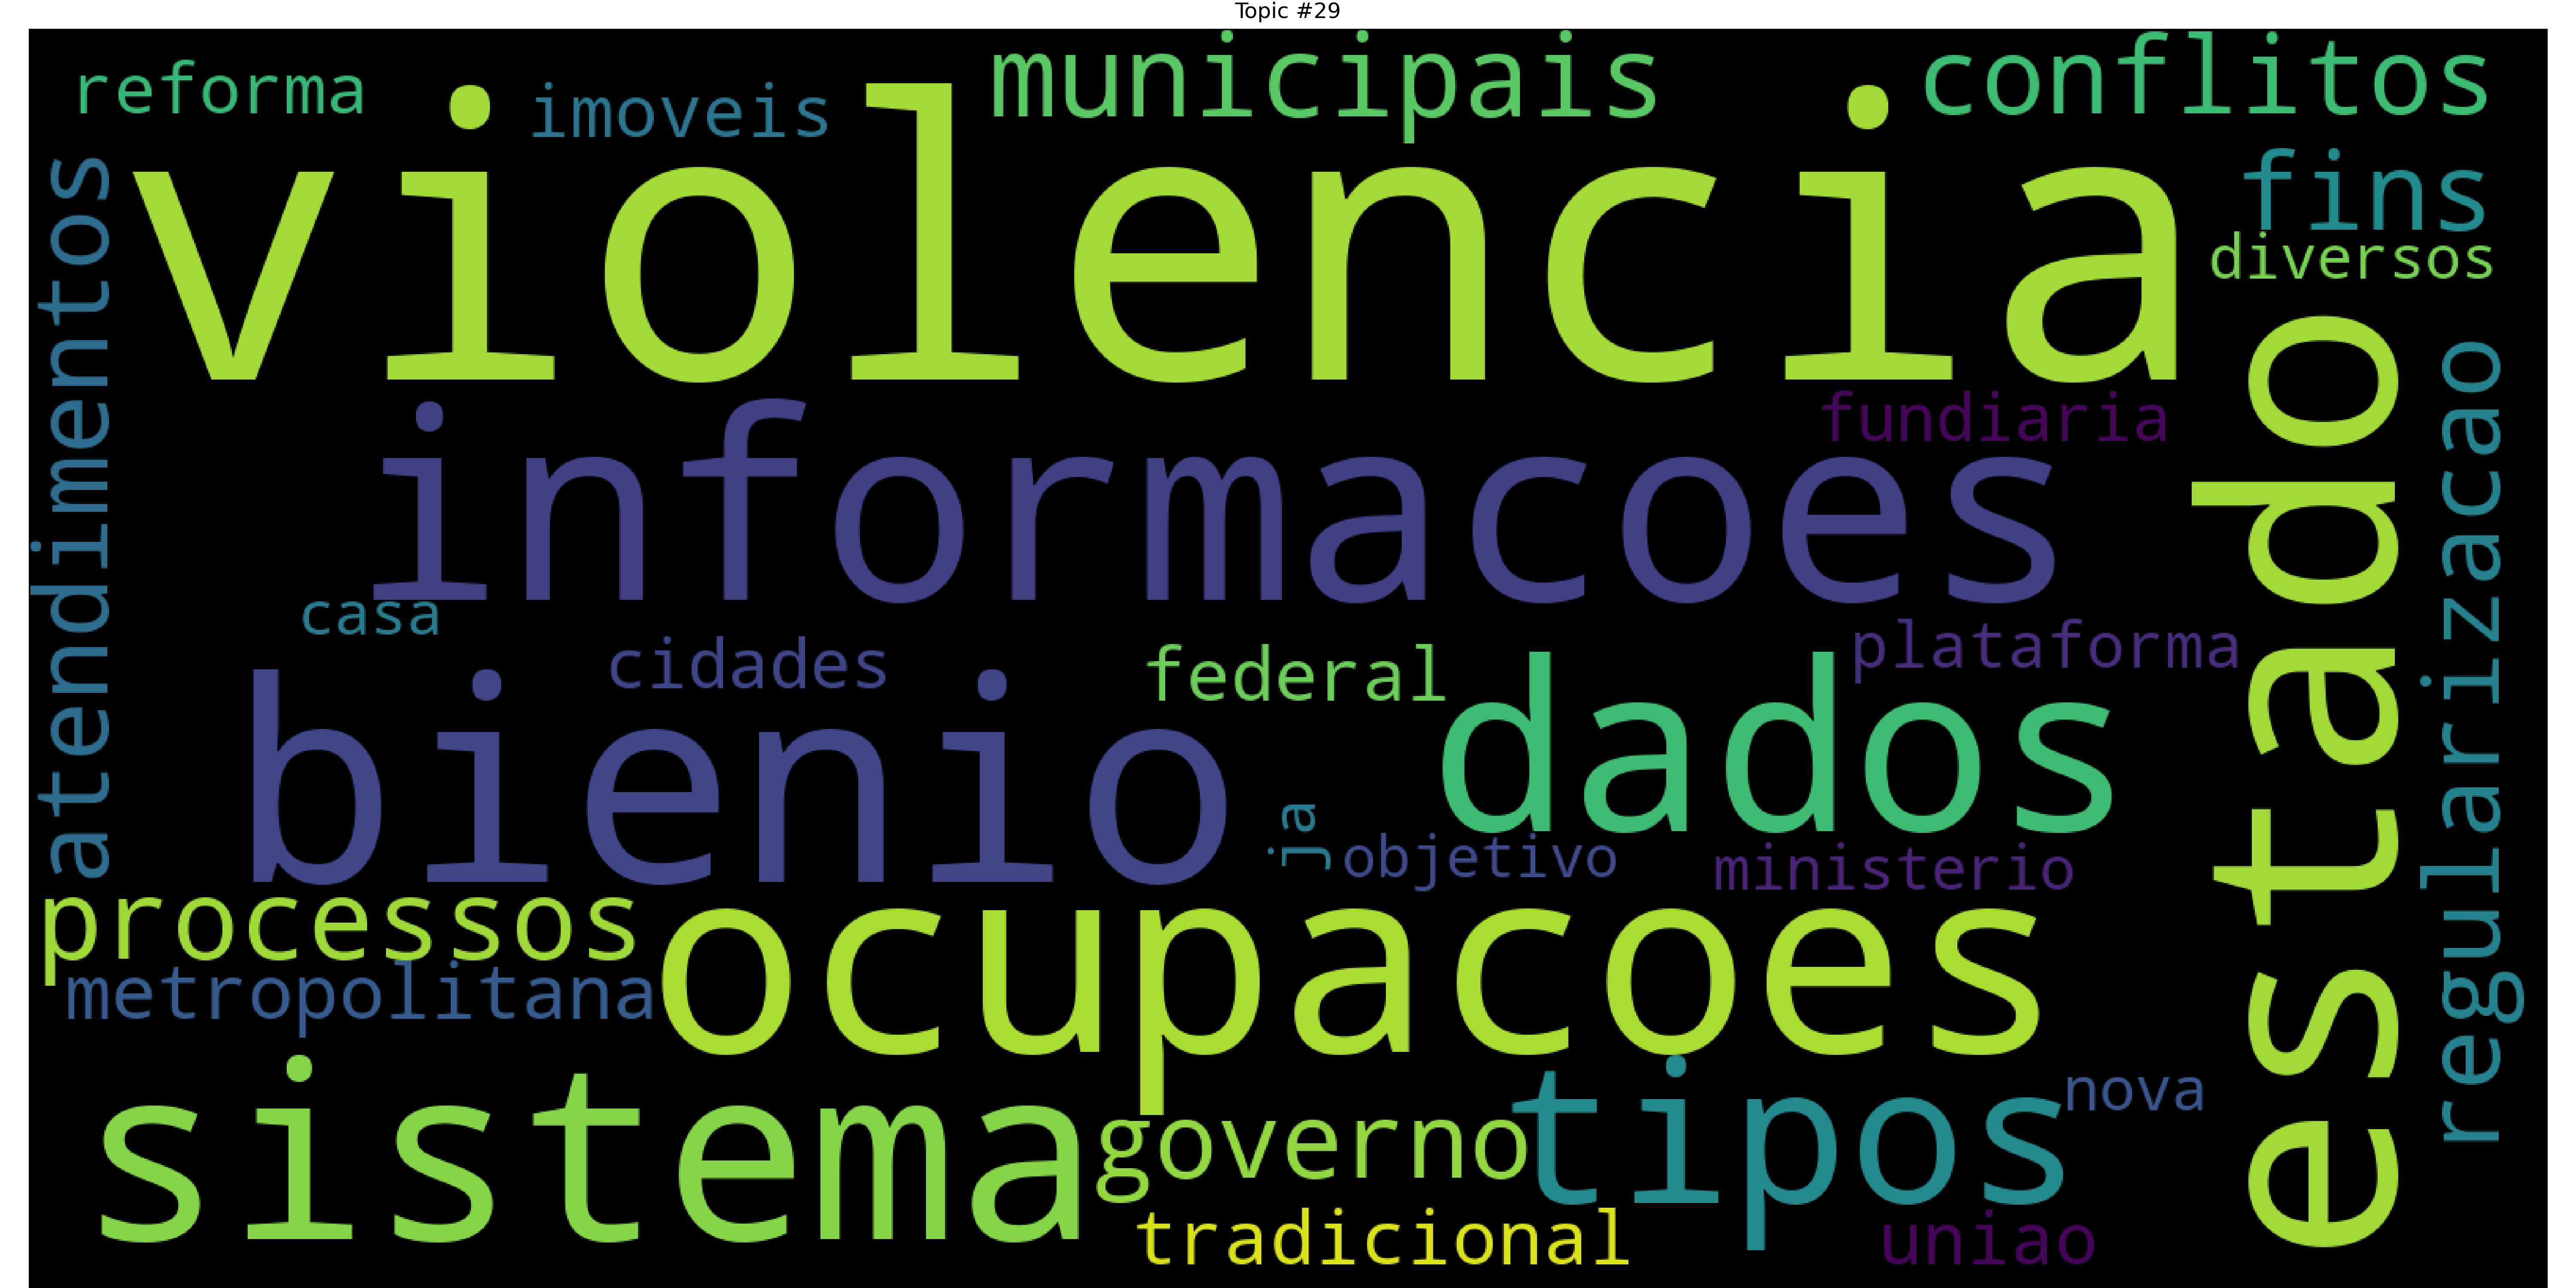 Topic #29
reforma
imoveis
municipais
conflitos
violencia
fins
diversos
atendimentos
informacoes
fundiaria
estado
regularizacao
casa
cidades
federal
plataforma
bienio
dados
ja
objetivo
ministerio
processos
metropolitana
ocupacoes
sistema
governo
tipos
nova
tradicional
uniao